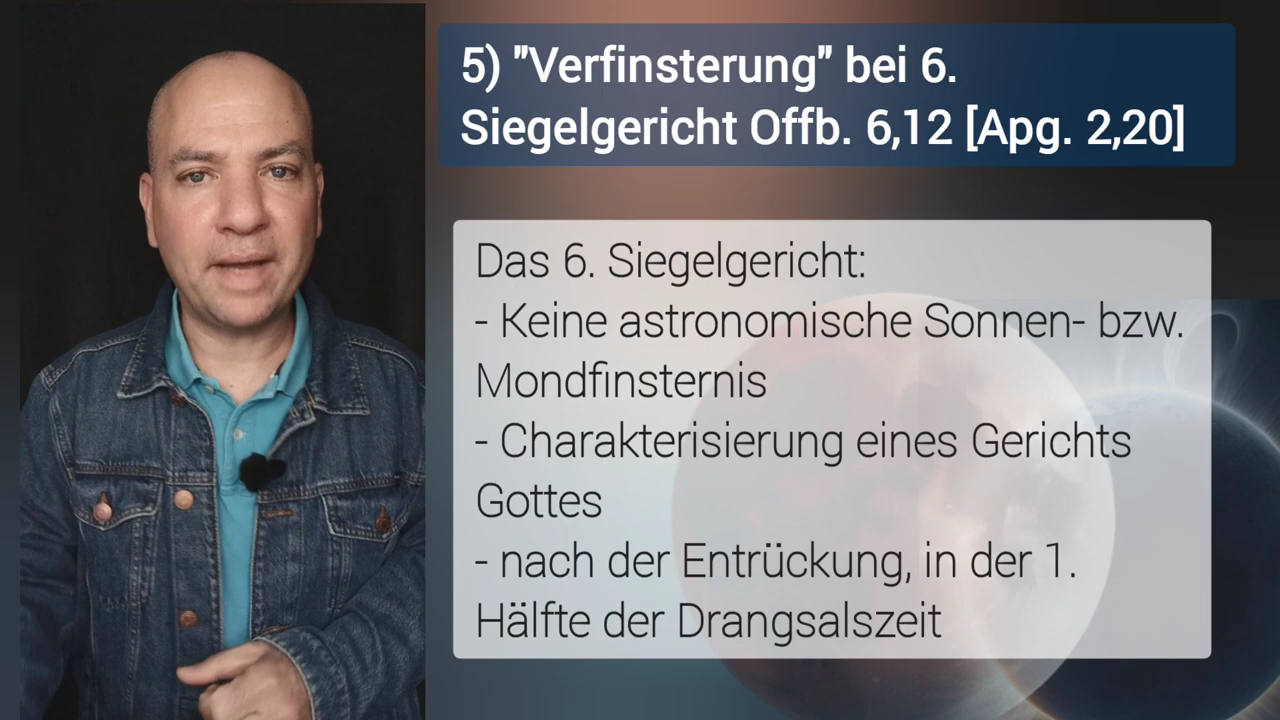 5) "Verfinsterung" bei 6.
Siegelgericht Offb. 6,12 [Apg. 2,20]
Das 6. Siegelgericht:
- Keine astronomische Sonnen- bzw.
Mondfinsternis
- Charakterisierung eines Gerichts
Gottes
- nach der Entrückung, in der 1.
Hälfte der Drangsalszeit